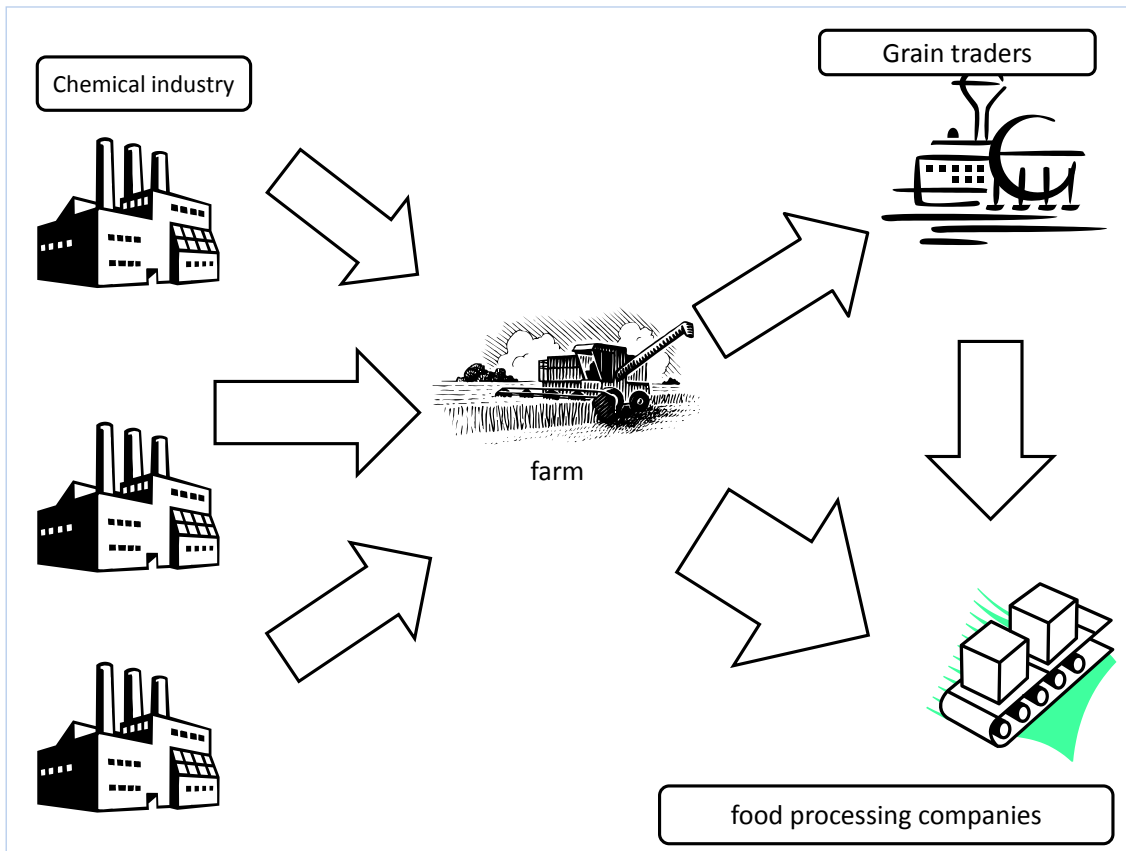 Chemical industry
Grain traders
farm
food processing companies